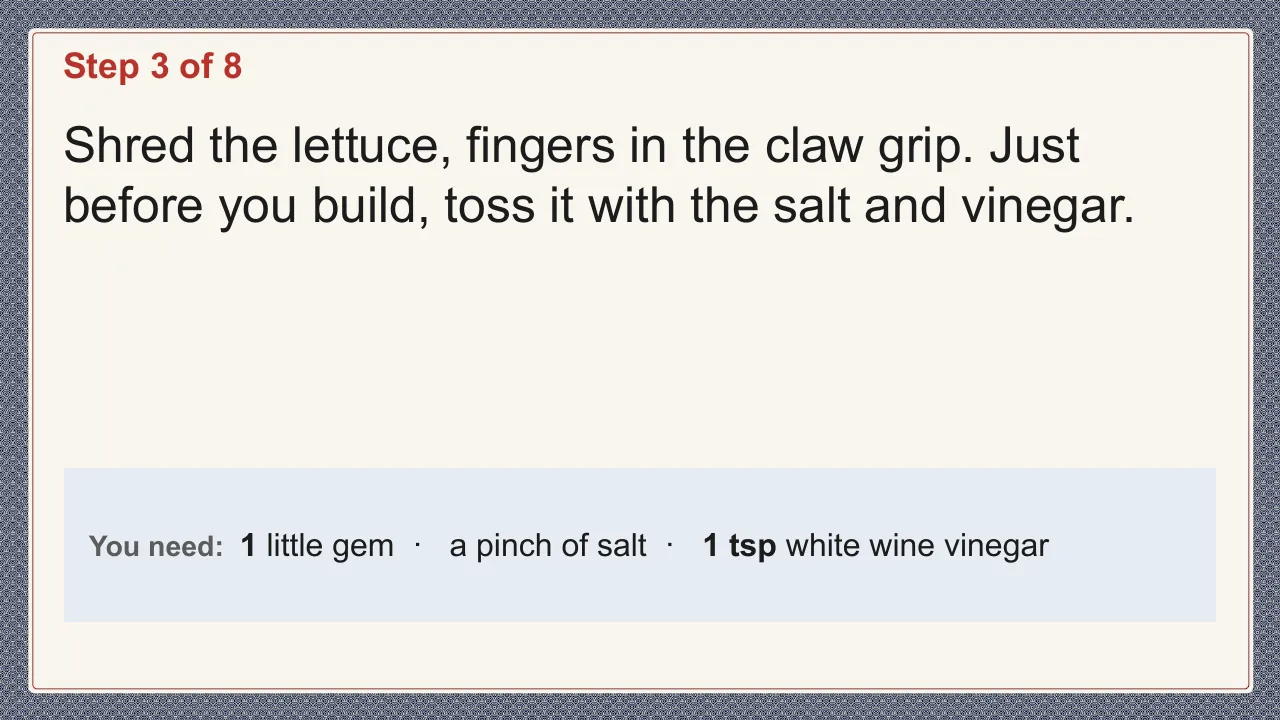 Step 3 of 8
Shred the lettuce, fingers in the claw grip. Just
before you build, toss it with the salt and vinegar.
You need: 1 little gem · a pinch of salt · 1 tsp white wine vinegar